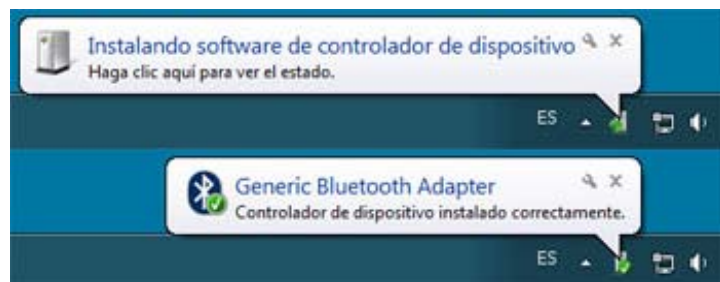 Instalando software de controlador de dispositivo
Haga clic aquí para ver el estado.
ES
Generic Bluetooth Adapter
Controlador de dispositivo instalado correctamente.
ES